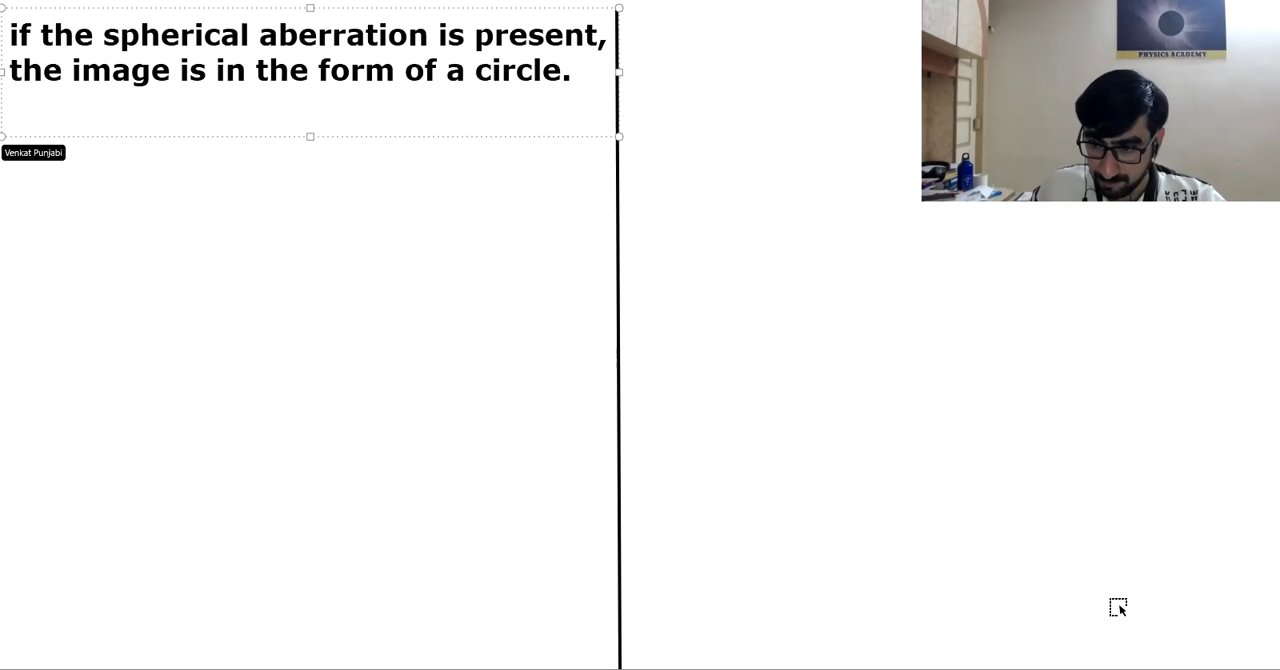 if the spherical aberration is present,
the image is in the form of a circle.
Venkat Punjabi
PHYSICS ACADEMY